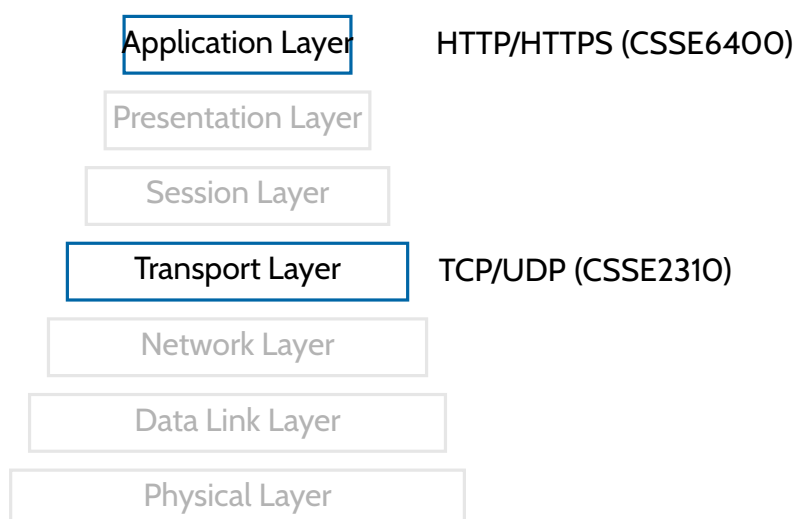 Application Layer HTTP/HTTPS (CSSE6400)
Presentation Layer
Session Layer
Transport Layer TCP/UDP (CSSE2310)
Network Layer
Data Link Layer
Physical Layer